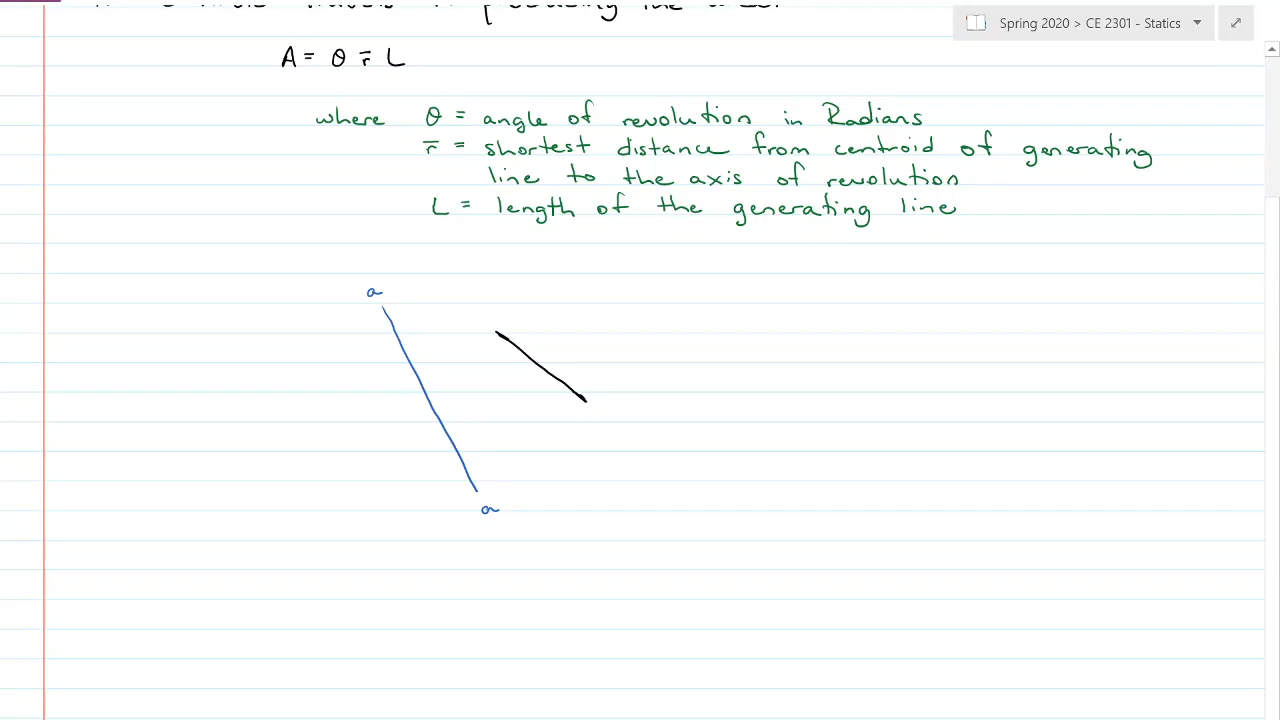 the
Spring 2020 > CE 2301 - Statics
A = θ r̄ L
where θ = angle of revolution in Radians
r̄ = shortest distance from centroid of generating
line to the axis of revolution
L = length of the generating line
a
a